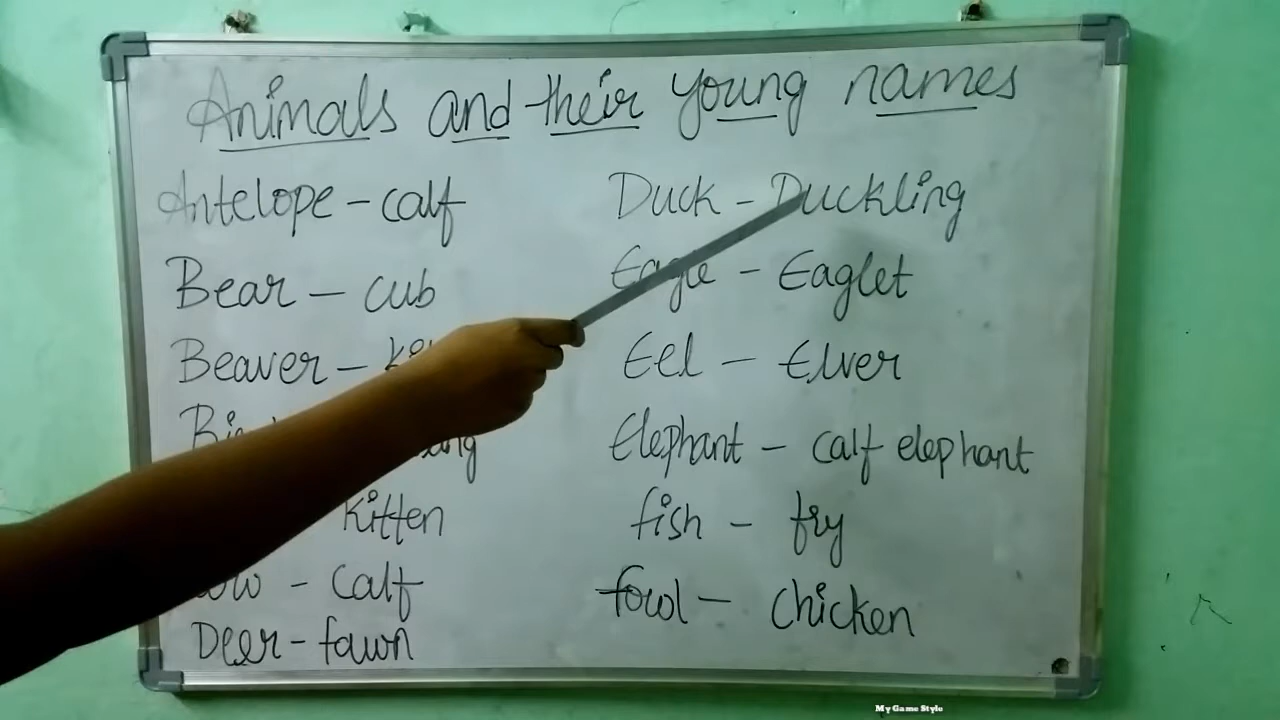 Animals and their young names
Antelope - calf
Bear - cub
Beaver -
Kitten
- Calf
Deer - fawn
Duck - Duckling
Eagle - Eaglet
Eel - Elver
Elephant - calf elephant
fish - fry
fowl - chicken
My Game Style